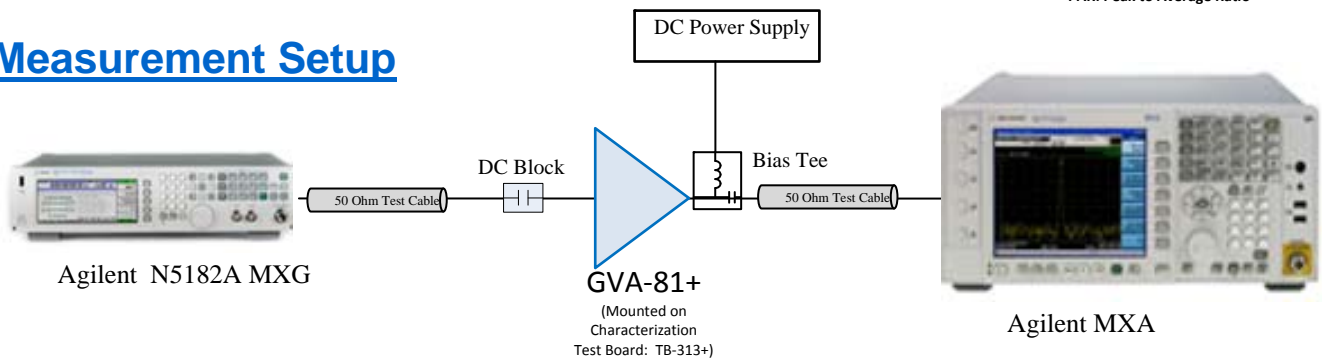 Measurement Setup
DC Power Supply
DC Block
Bias Tee
50 Ohm Test Cable
50 Ohm Test Cable
Agilent N5182A MXG
GVA-81+
(Mounted on
Characterization
Test Board: TB-313+)
Agilent MXA